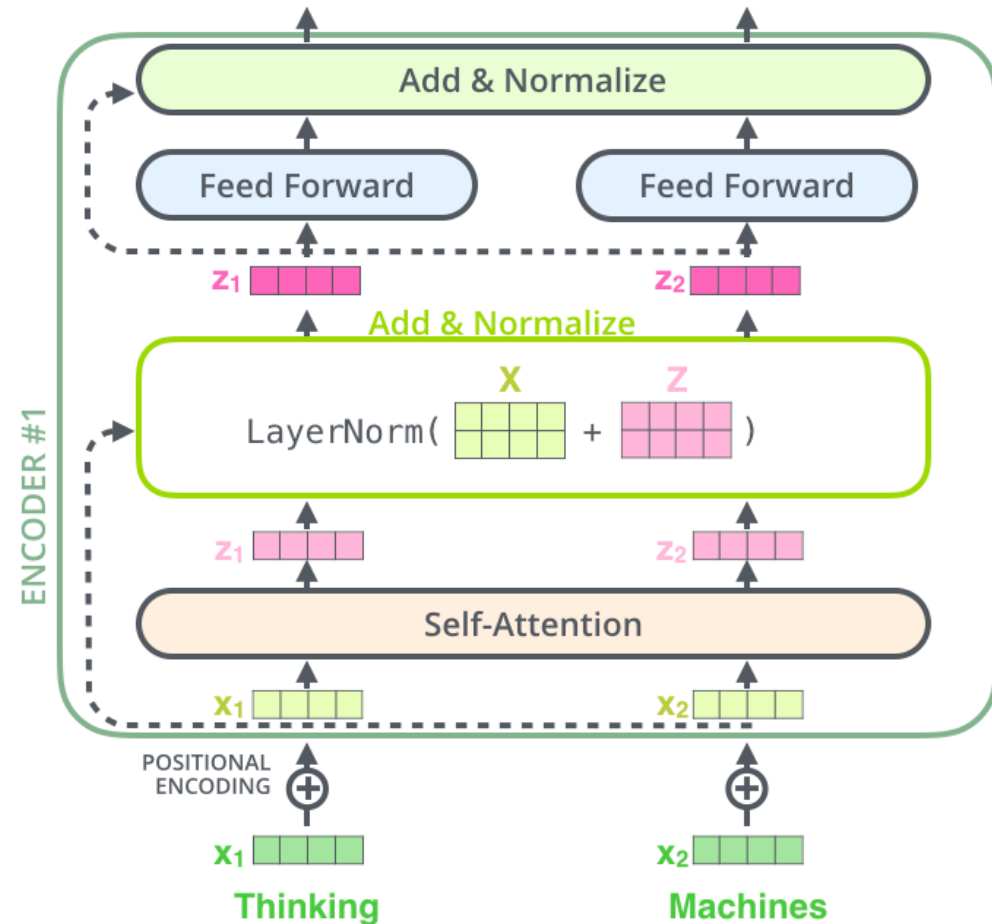 Add & Normalize
Feed Forward Feed Forward
z₁ z₂
Add & Normalize
X Z
LayerNorm( + )
ENCODER #1
z₁ z₂
Self-Attention
x₁ x₂
POSITIONAL
ENCODING
x₁ x₂
Thinking Machines